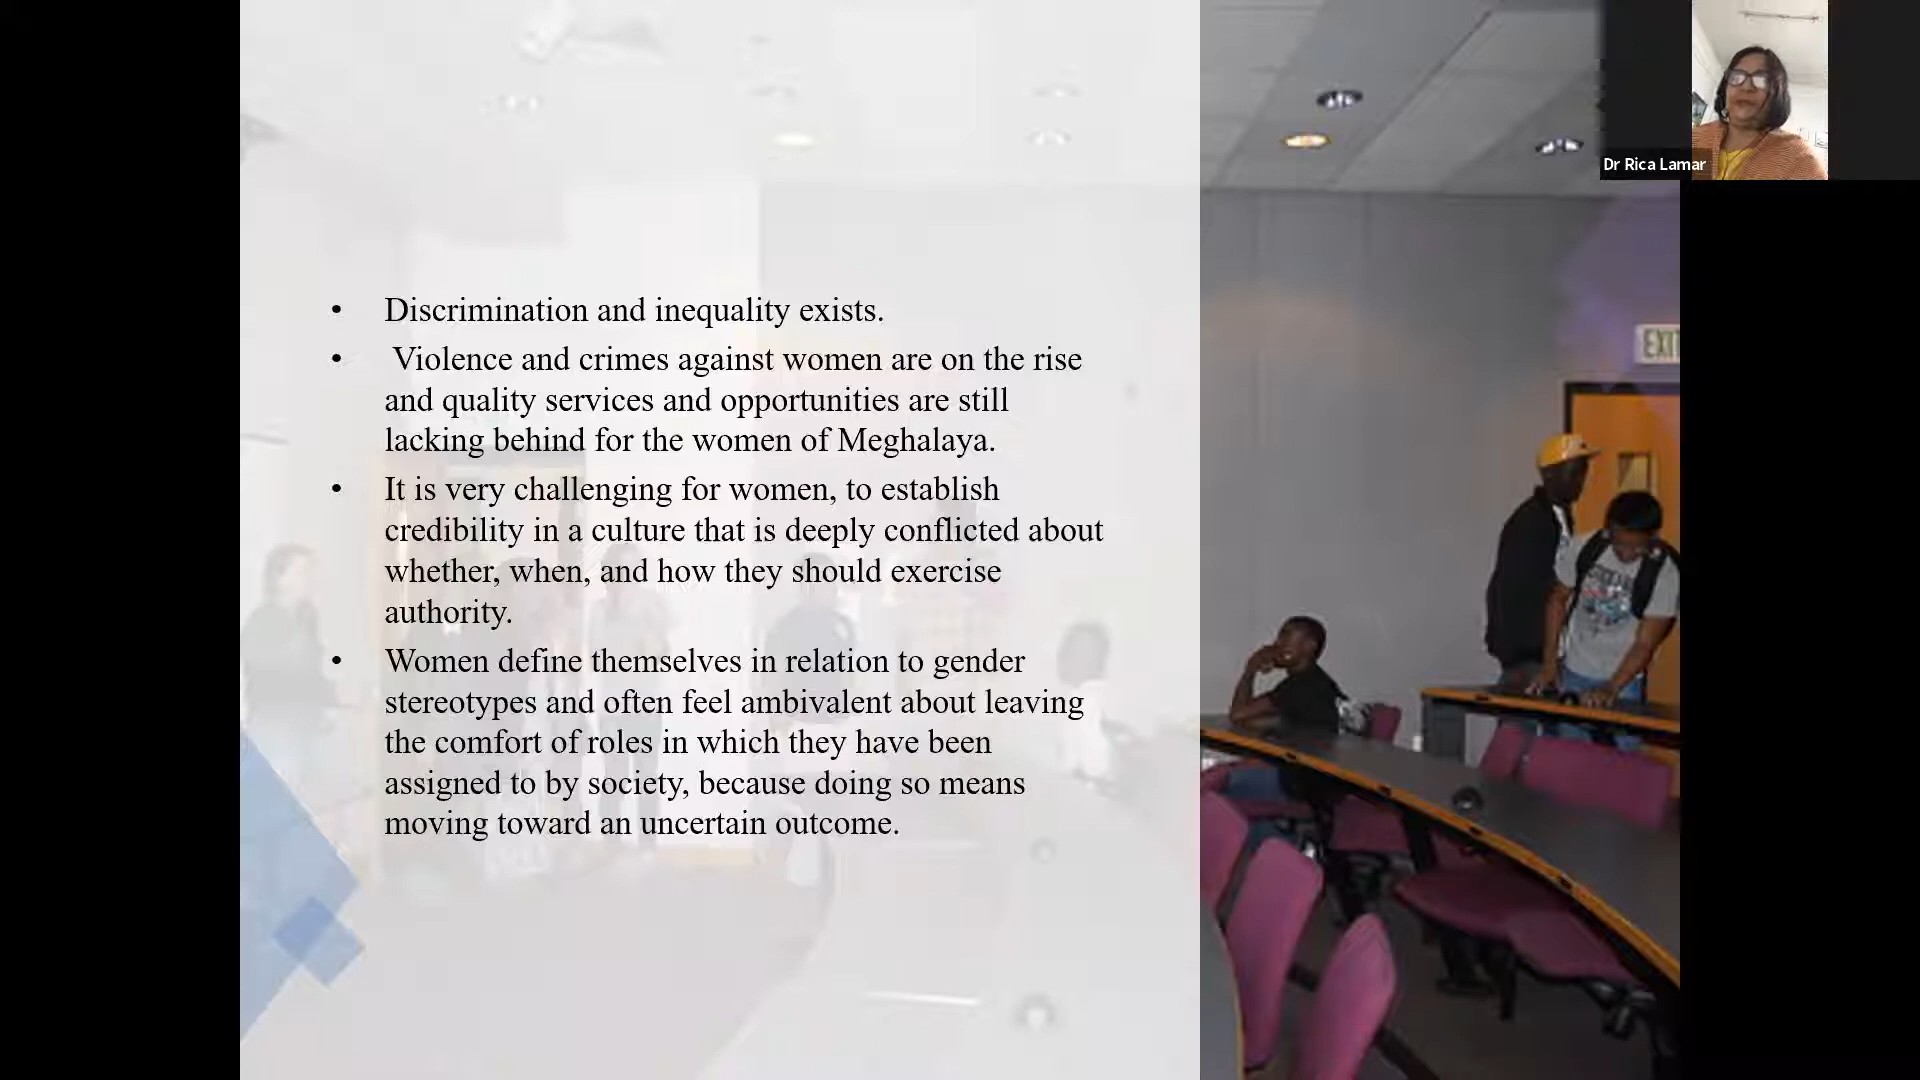 • Discrimination and inequality exists.
• Violence and crimes against women are on the rise
and quality services and opportunities are still
lacking behind for the women of Meghalaya.
• It is very challenging for women, to establish
credibility in a culture that is deeply conflicted about
whether, when, and how they should exercise
authority.
• Women define themselves in relation to gender
stereotypes and often feel ambivalent about leaving
the comfort of roles in which they have been
assigned to by society, because doing so means
moving toward an uncertain outcome.
Dr Rica Lamar
EXIT